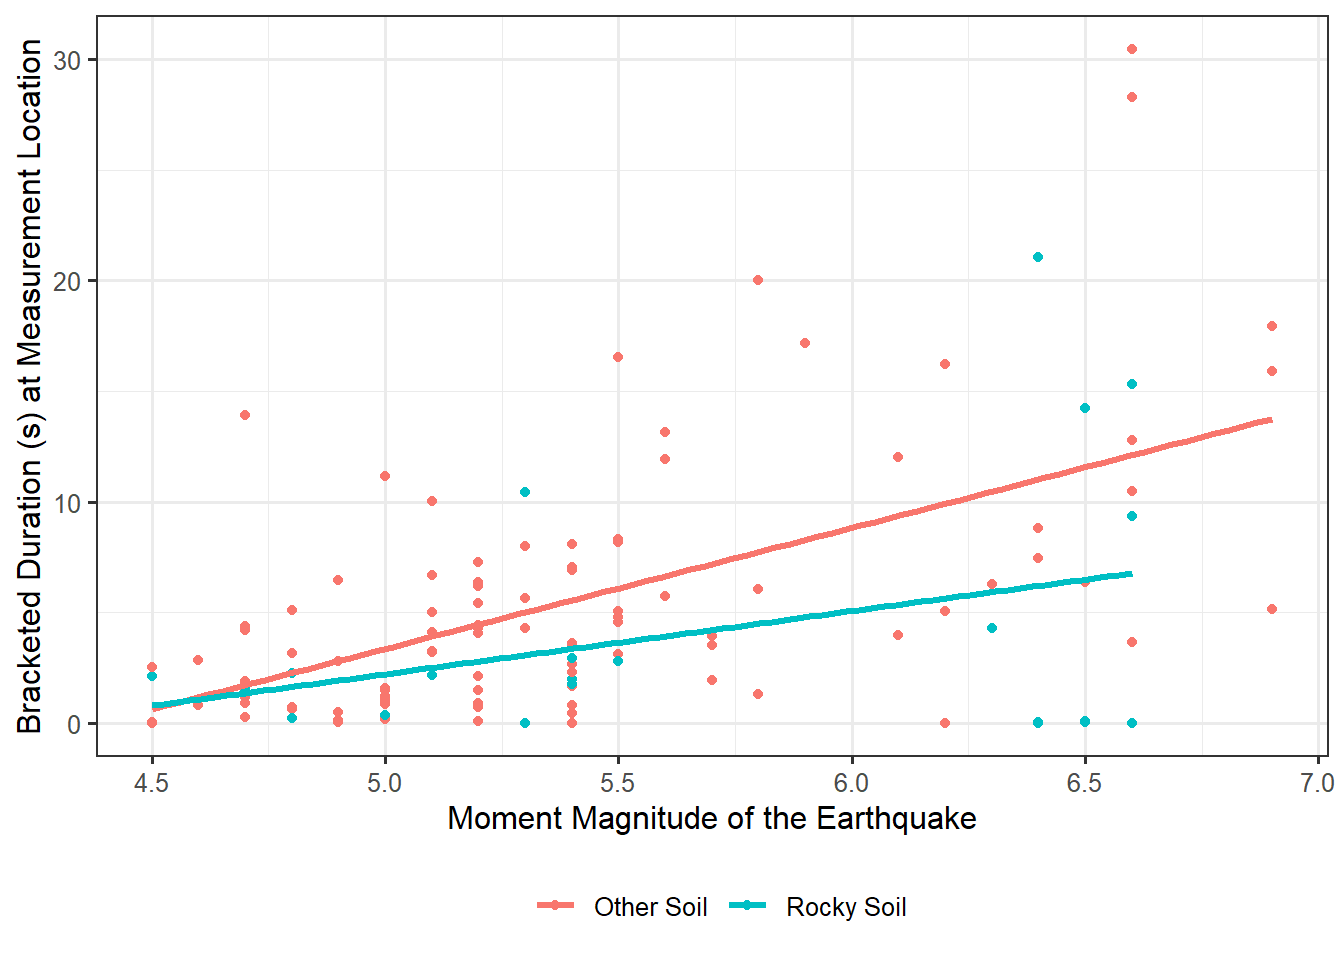 Bracketed Duration (s) at Measurement Location
30
20
10
0
4.5 5.0 5.5 6.0 6.5 7.0
Moment Magnitude of the Earthquake
Other Soil Rocky Soil